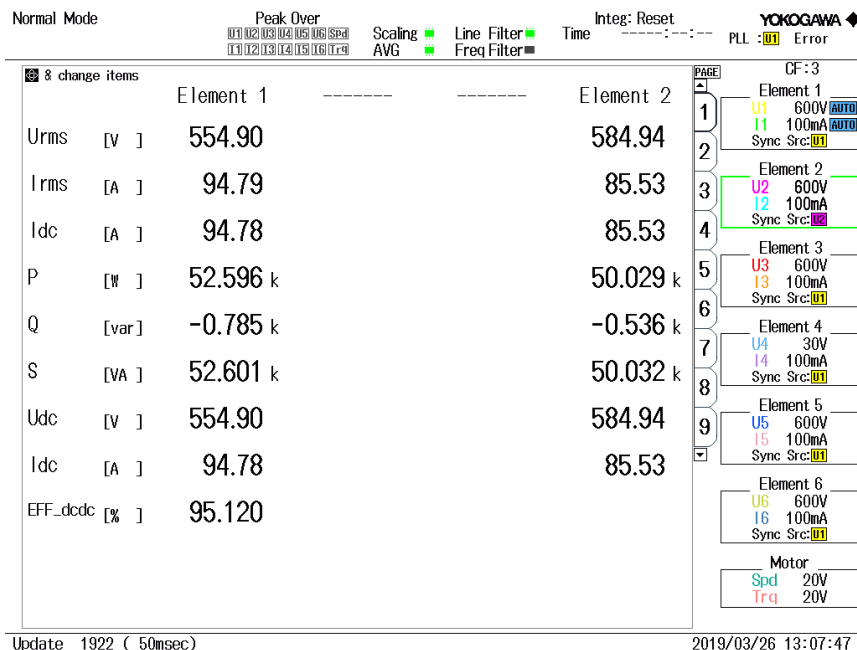 Normal Mode
Peak Over
U1 U2 U3 U4 U5 U6 Spd
I1 I2 I3 I4 I5 I6 Trq
Scaling
AVG
Line Filter
Freq Filter
Integ: Reset
Time -----:--:--
YOKOGAWA
PLL :U1 Error
& change items
Element 1 ------- ------- Element 2
Urms [V ] 554.90 584.94
Irms [A ] 94.79 85.53
Idc [A ] 94.78 85.53
P [W ] 52.596 k 50.029 k
Q [var] -0.785 k -0.536 k
S [VA ] 52.601 k 50.032 k
Udc [V ] 554.90 584.94
Idc [A ] 94.78 85.53
EFF_dcdc [% ] 95.120
PAGE
1
2
3
4
5
6
7
8
9
CF:3
Element 1
U1 600V AUTO
I1 100mA AUTO
Sync Src:U1
Element 2
U2 600V
I2 100mA
Sync Src:U2
Element 3
U3 600V
I3 100mA
Sync Src:U1
Element 4
U4 30V
I4 100mA
Sync Src:U1
Element 5
U5 600V
I5 100mA
Sync Src:U1
Element 6
U6 600V
I6 100mA
Sync Src:U1
Motor
Spd 20V
Trq 20V
Update 1922 ( 50msec)
2019/03/26 13:07:47